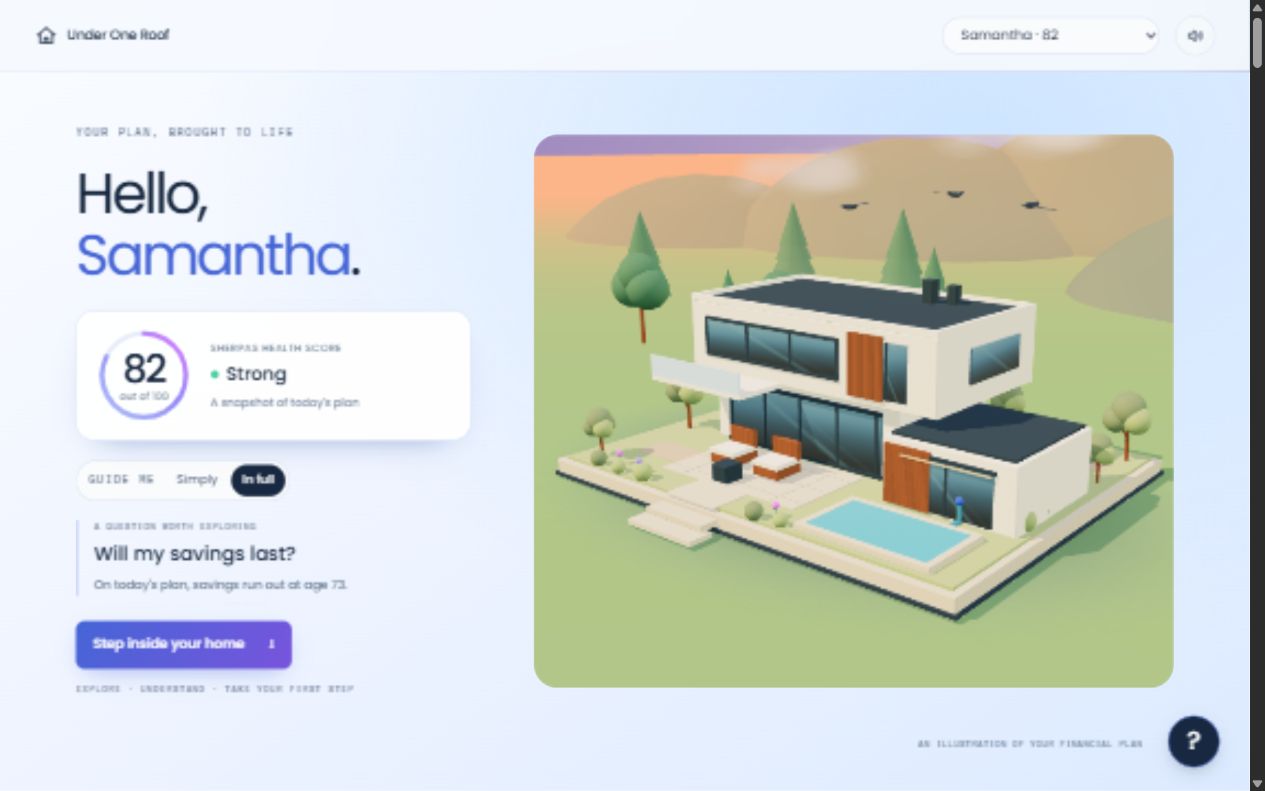 Under One Roof
Samantha · 82
YOUR PLAN, BROUGHT TO LIFE
Hello,
Samantha.
82
out of 100
SHERPAS HEALTH SCORE
Strong
A snapshot of today's plan
GUIDE ME
Simply
In full
A QUESTION WORTH EXPLORING
Will my savings last?
On today's plan, savings run out at age 73.
Step inside your home
EXPLORE · UNDERSTAND · TAKE YOUR FIRST STEP
AN ILLUSTRATION OF YOUR FINANCIAL PLAN
?